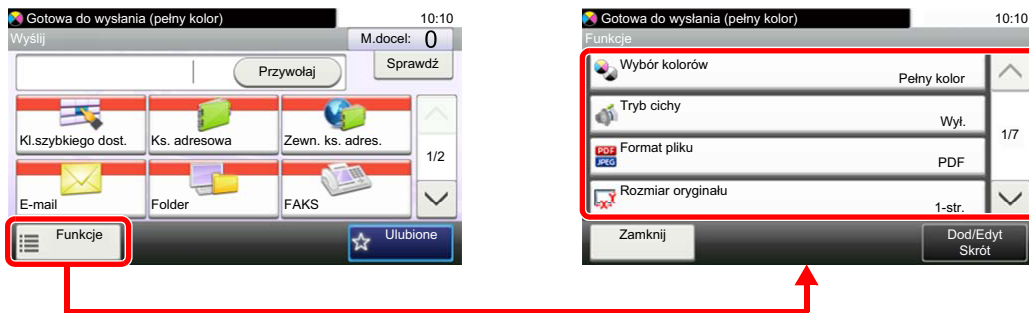 Gotowa do wysłania (pełny kolor)
10:10
Wyślij
M.docel: 0
Przywołaj
Sprawdź
Kl.szybkiego dost.
Ks. adresowa
Zewn. ks. adres.
1/2
E-mail
Folder
FAKS
Funkcje
Ulubione
Gotowa do wysłania (pełny kolor)
10:10
Funkcje
Wybór kolorów
Pełny kolor
Tryb cichy
Wył.
1/7
PDF
JPEG
Format pliku
PDF
Rozmiar oryginału
1-str.
Zamknij
Dod/Edyt
Skrót